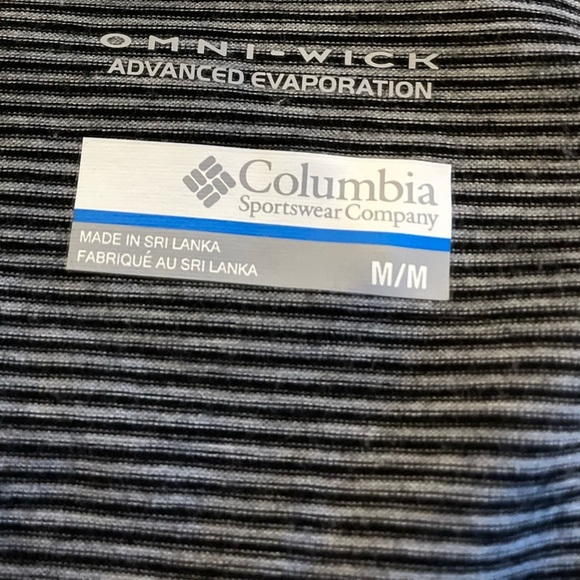 OMNI-WICK
ADVANCED EVAPORATION
Columbia
Sportswear Company
MADE IN SRI LANKA
FABRIQUÉ AU SRI LANKA
M/M